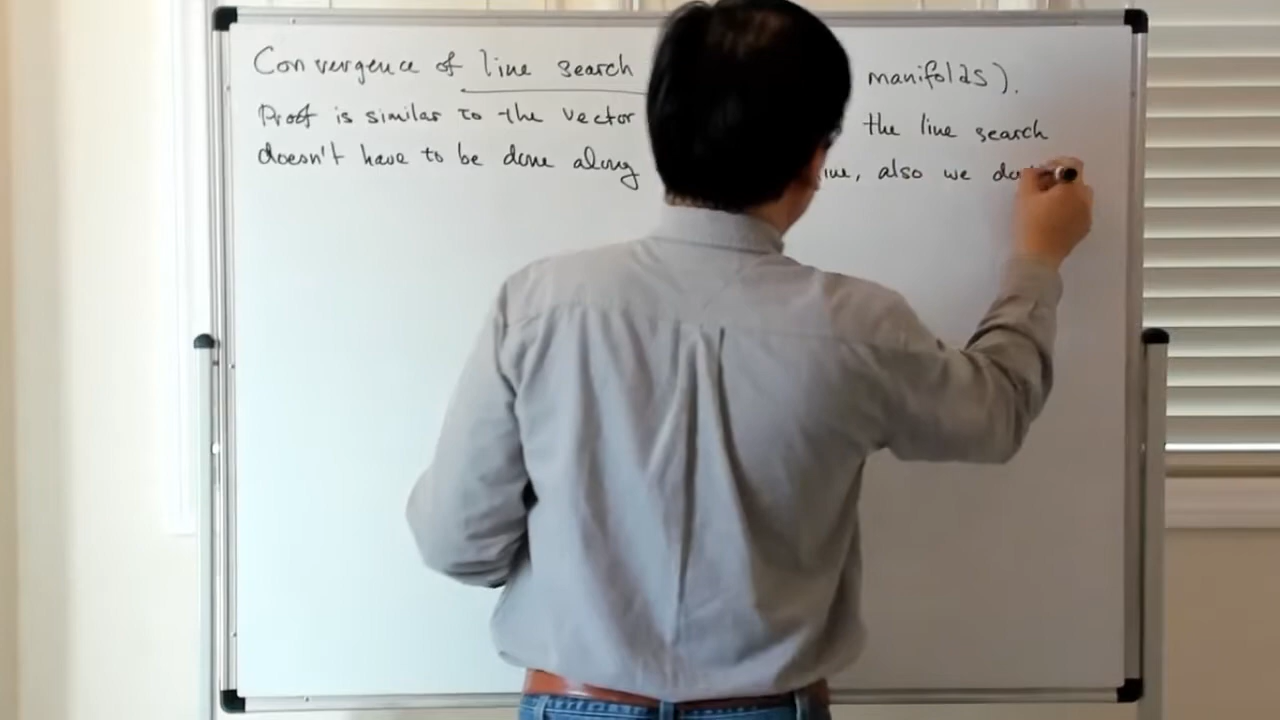 Convergence of line search manifolds).
Proof is similar to the vector the line search
doesn't have to be done along , also we